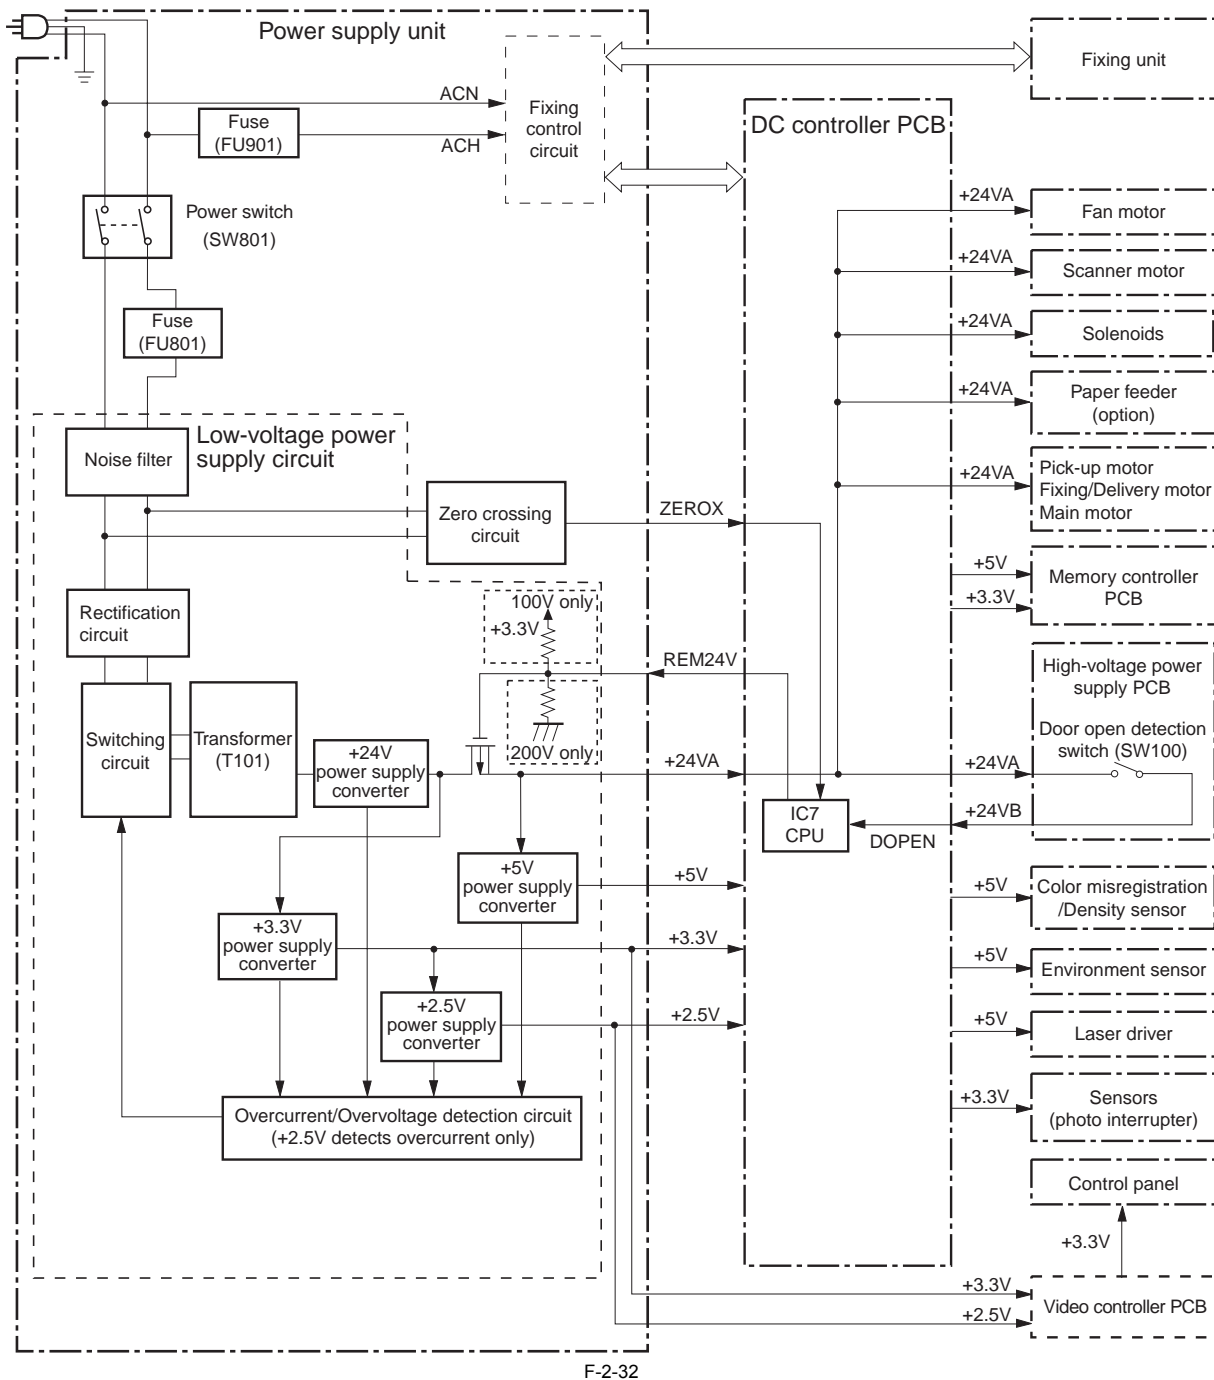 Power supply unit
Fixing unit
ACN
Fuse
(FU901)
ACH
Fixing
control
circuit
DC controller PCB
Power switch
(SW801)
+24VA
Fan motor
+24VA
Scanner motor
Fuse
(FU801)
+24VA
Solenoids
+24VA
Paper feeder
(option)
Low-voltage power
supply circuit
Noise filter
+24VA
Pick-up motor
Fixing/Delivery motor
Main motor
Zero crossing
circuit
ZEROX
+5V
+3.3V
Memory controller
PCB
Rectification
circuit
100V only
+3.3V
REM24V
200V only
High-voltage power
supply PCB
Door open detection
switch (SW100)
Switching
circuit
Transformer
(T101)
+24V
power supply
converter
+24VA
+24VA
+24VB
IC7
CPU
DOPEN
+5V
power supply
converter
+5V
+5V
Color misregistration
/Density sensor
+3.3V
power supply
converter
+3.3V
+5V
Environment sensor
+2.5V
power supply
converter
+2.5V
+5V
Laser driver
Overcurrent/Overvoltage detection circuit
(+2.5V detects overcurrent only)
+3.3V
Sensors
(photo interrupter)
Control panel
+3.3V
+3.3V
+2.5V
Video controller PCB
F-2-32